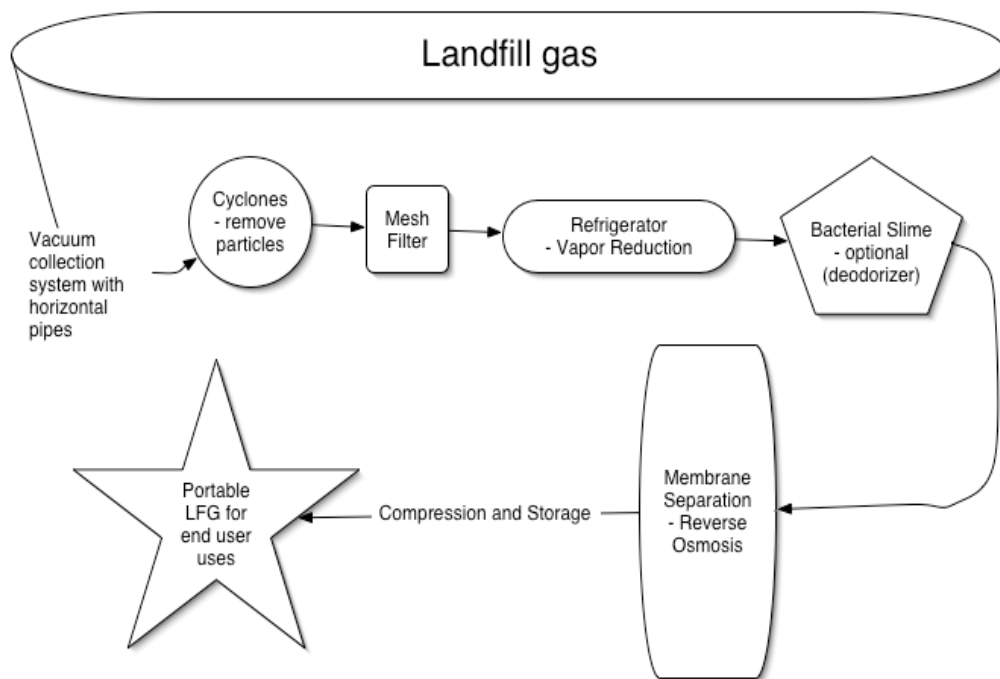 Landfill gas
Vacuum
collection
system with
horizontal
pipes
Cyclones
- remove
particles
Mesh
Filter
Refrigerator
- Vapor Reduction
Bacterial Slime
- optional
(deodorizer)
Membrane
Separation
- Reverse
Osmosis
Compression and Storage
Portable
LFG for
end user
uses